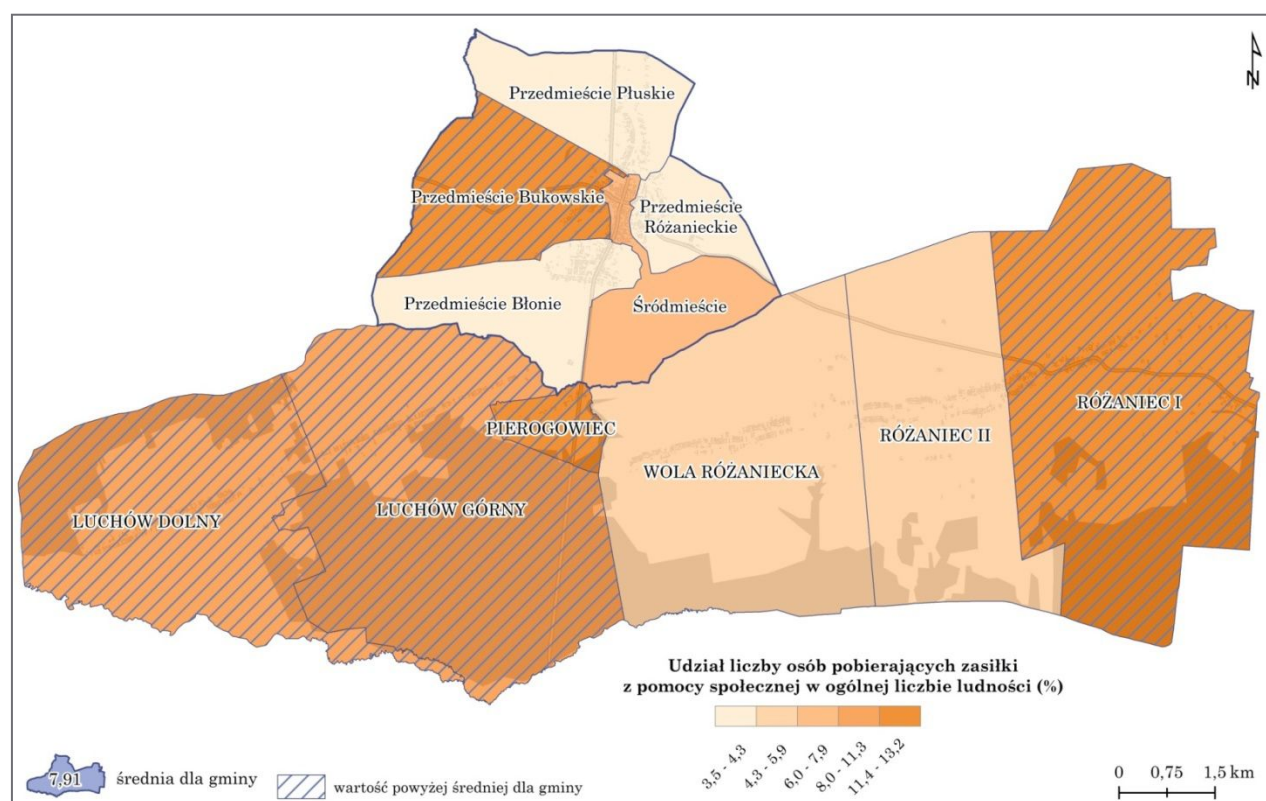 Przedmieście Płuskie
Przedmieście Bukowskie
Przedmieście
Różanieckie
Przedmieście Błonie
Śródmieście
RÓŻANIEC I
PIEROGOWIEC
RÓŻANIEC II
WOLA RÓŻANIECKA
LUCHÓW GÓRNY
LUCHÓW DOLNY
Udział liczby osób pobierających zasiłki
z pomocy społecznej w ogólnej liczbie ludności (%)
3,5 - 4,3
4,3 - 5,9
6,0 - 7,9
8,0 - 11,3
11,4 - 13,2
7,91 średnia dla gminy
wartość powyżej średniej dla gminy
0 0,75 1,5 km
N